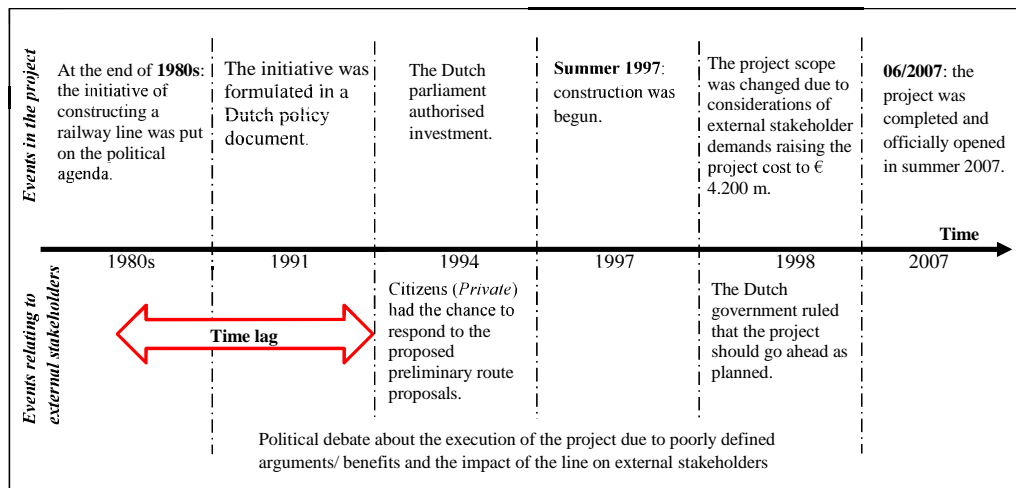 Events in the project
At the end of 1980s:
the initiative of
constructing a
railway line was put
on the political
agenda.
The initiative was
formulated in a
Dutch policy
document.
The Dutch
parliament
authorised
investment.
Summer 1997:
construction was
begun.
The project scope
was changed due to
considerations of
external stakeholder
demands raising the
project cost to €
4.200 m.
06/2007: the
project was
completed and
officially opened
in summer 2007.
Time
1980s
1991
1994
1997
1998
2007
Events relating to
external stakeholders
Time lag
Citizens (Private)
had the chance to
respond to the
proposed
preliminary route
proposals.
The Dutch
government ruled
that the project
should go ahead as
planned.
Political debate about the execution of the project due to poorly defined
arguments/ benefits and the impact of the line on external stakeholders